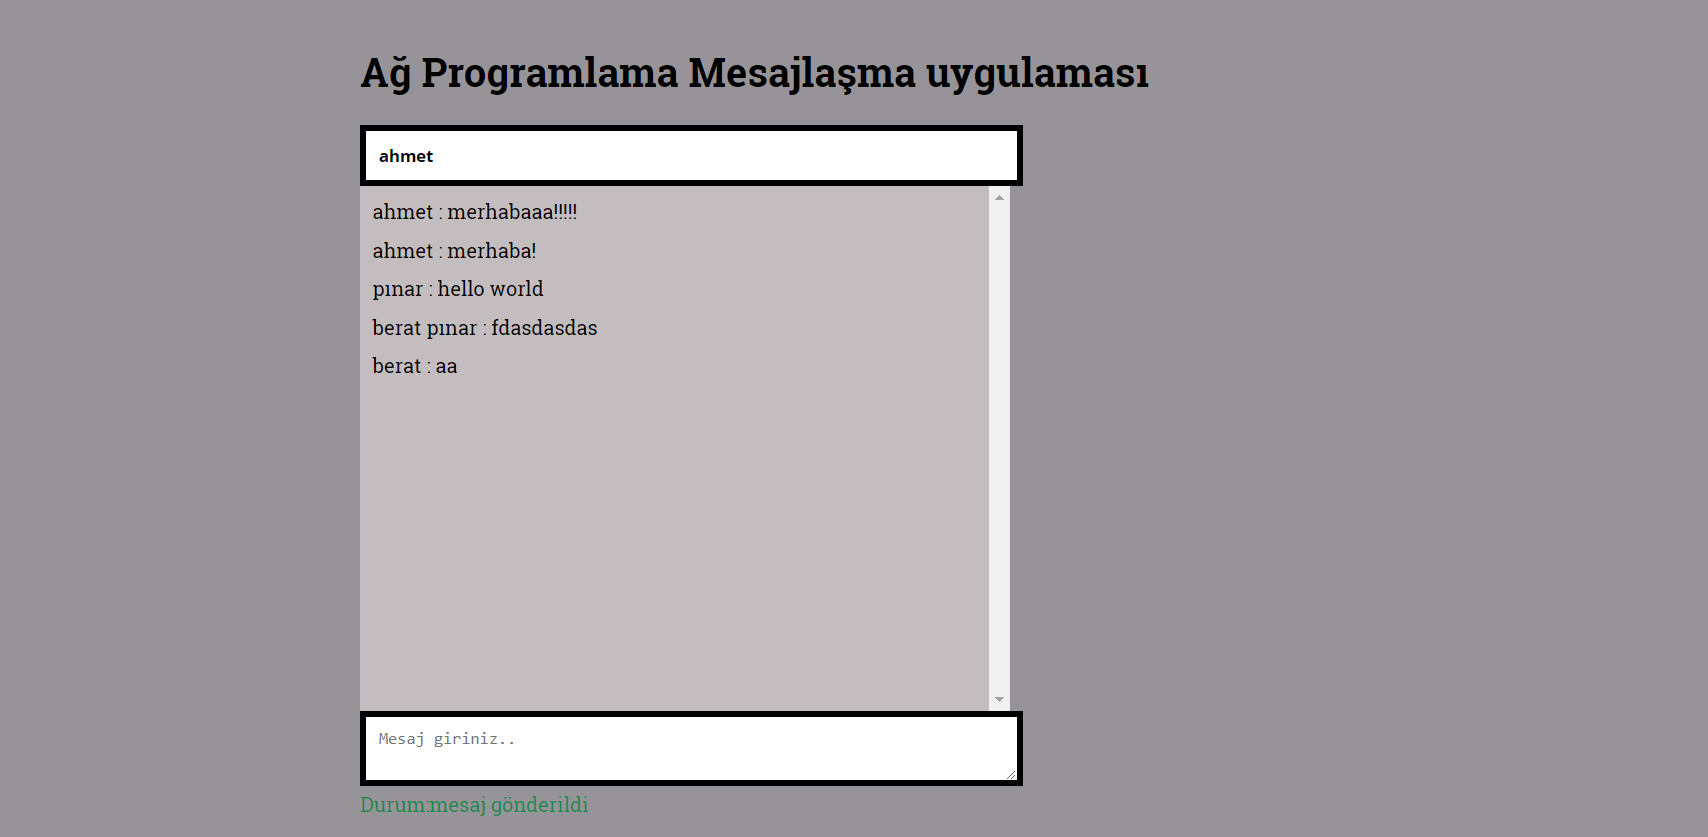 Ağ Programlama Mesajlaşma uygulaması
ahmet
ahmet : merhabaaa!!!!!
ahmet : merhaba!
pınar : hello world
berat pınar : fdasdasdas
berat : aa
Mesaj giriniz..
Durum:mesaj gönderildi